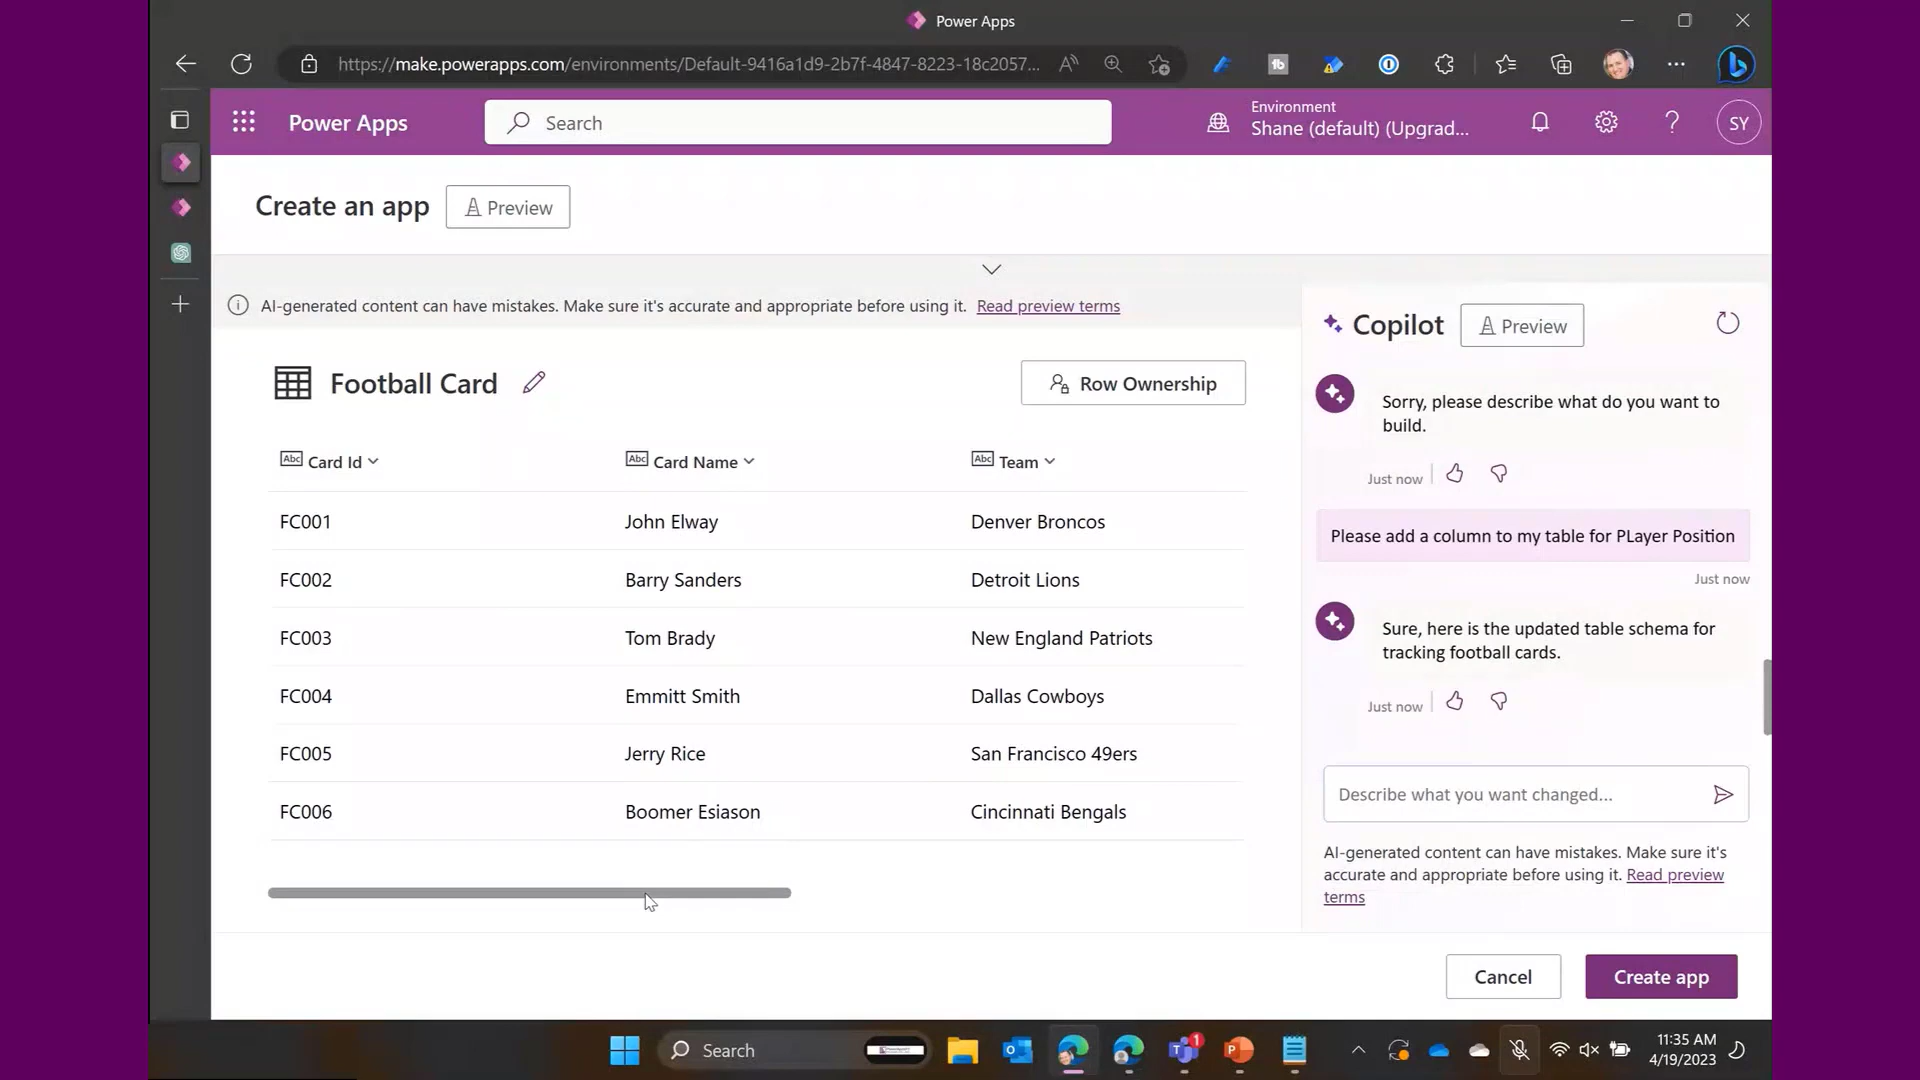 Power Apps
https://make.powerapps.com/environments/Default-9416a1d9-2b7f-4847-8223-18c2057...
Power Apps
Search
Environment
Shane (default) (Upgrad...
SY
Create an app
Preview
AI-generated content can have mistakes. Make sure it's accurate and appropriate before using it. Read preview terms
Football Card
Row Ownership
Abc Card Id
Abc Card Name
Abc Team
FC001 John Elway Denver Broncos
FC002 Barry Sanders Detroit Lions
FC003 Tom Brady New England Patriots
FC004 Emmitt Smith Dallas Cowboys
FC005 Jerry Rice San Francisco 49ers
FC006 Boomer Esiason Cincinnati Bengals
Copilot
Preview
Sorry, please describe what do you want to
build.
Just now
Please add a column to my table for PLayer Position
Just now
Sure, here is the updated table schema for
tracking football cards.
Just now
Describe what you want changed...
AI-generated content can have mistakes. Make sure it's
accurate and appropriate before using it. Read preview
terms
Cancel
Create app
Search
1
11:35 AM
4/19/2023